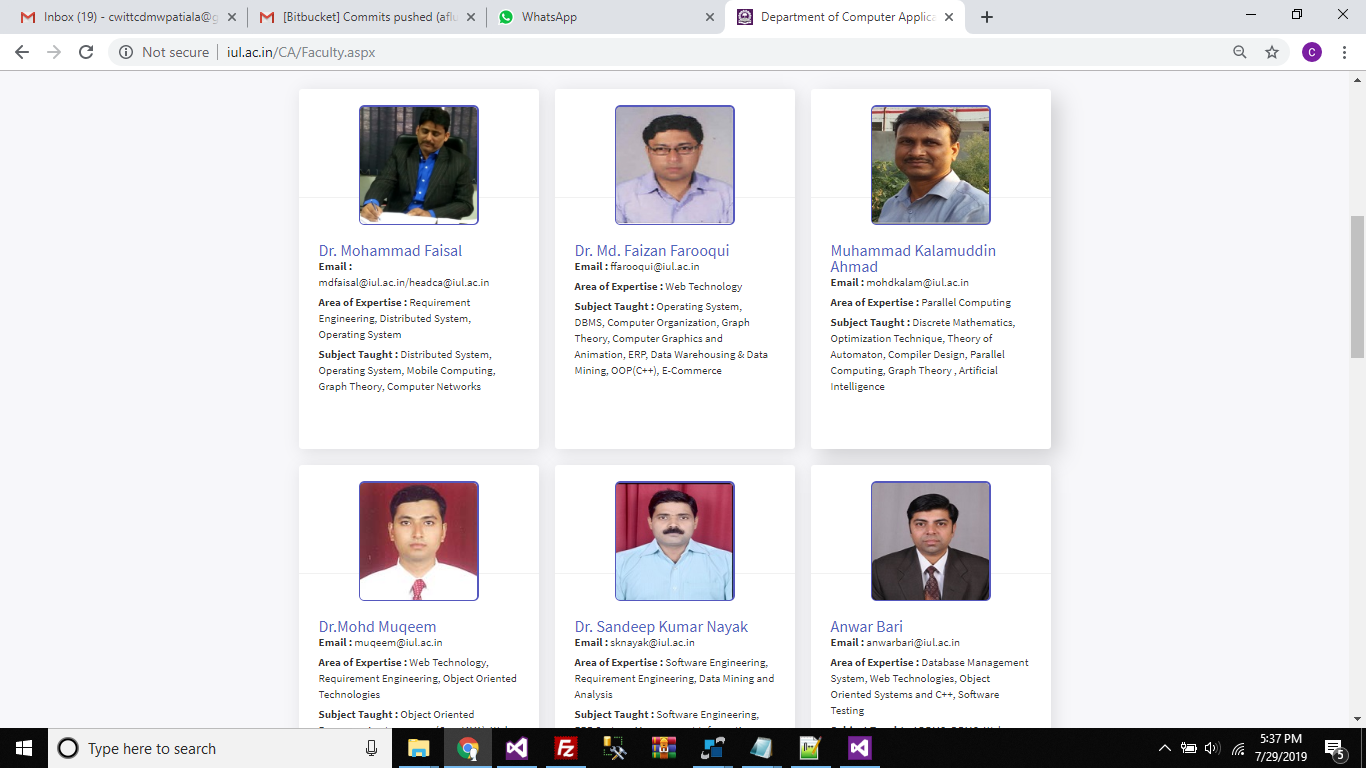 Inbox (19) - cwittcdmwpatiala@g
[Bitbucket] Commits pushed (aflu
WhatsApp
Department of Computer Applica
Not secure
iul.ac.in/CA/Faculty.aspx
C
Dr. Mohammad Faisal
Email :
mdfaisal@iul.ac.in/headca@iul.ac.in
Area of Expertise : Requirement
Engineering, Distributed System,
Operating System
Subject Taught : Distributed System,
Operating System, Mobile Computing,
Graph Theory, Computer Networks
Dr. Md. Faizan Farooqui
Email : ffarooqui@iul.ac.in
Area of Expertise : Web Technology
Subject Taught : Operating System,
DBMS, Computer Organization, Graph
Theory, Computer Graphics and
Animation, ERP, Data Warehousing & Data
Mining, OOP(C++), E-Commerce
Muhammad Kalamuddin
Ahmad
Email : mohdkalam@iul.ac.in
Area of Expertise : Parallel Computing
Subject Taught : Discrete Mathematics,
Optimization Technique, Theory of
Automaton, Compiler Design, Parallel
Computing, Graph Theory , Artificial
Intelligence
Dr.Mohd Muqeem
Email : muqeem@iul.ac.in
Area of Expertise : Web Technology,
Requirement Engineering, Object Oriented
Technologies
Subject Taught : Object Oriented
Dr. Sandeep Kumar Nayak
Email : sknayak@iul.ac.in
Area of Expertise : Software Engineering,
Requirement Engineering, Data Mining and
Analysis
Subject Taught : Software Engineering,
Anwar Bari
Email : anwarbari@iul.ac.in
Area of Expertise : Database Management
System, Web Technologies, Object
Oriented Systems and C++, Software
Testing
Type here to search
5:37 PM
7/29/2019
5